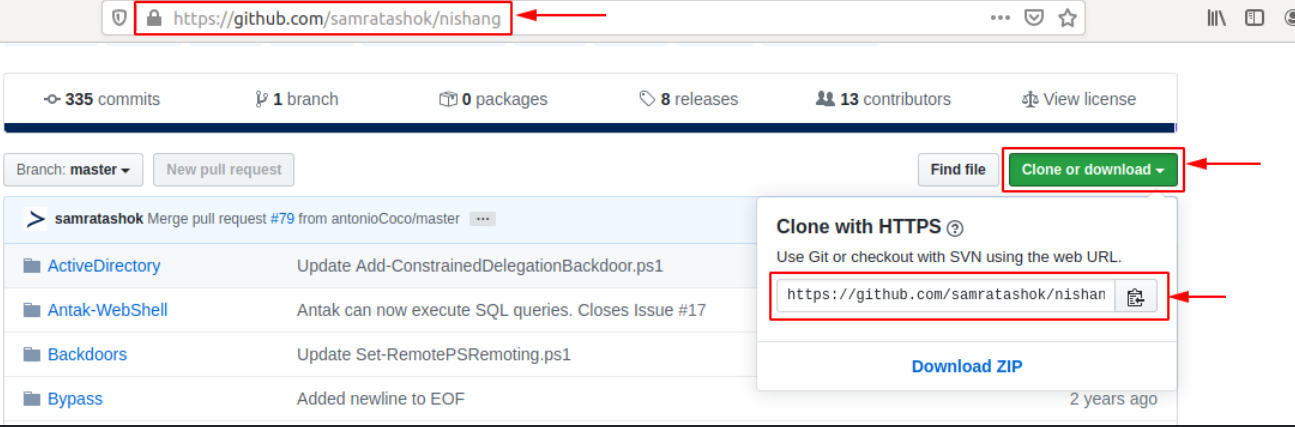 https://github.com/samratashok/nishang
335 commits 1 branch 0 packages 8 releases 13 contributors View license
Branch: master New pull request Find file Clone or download
samratashok Merge pull request #79 from antonioCoco/master ...
Clone with HTTPS ?
Use Git or checkout with SVN using the web URL.
ActiveDirectory Update Add-ConstrainedDelegationBackdoor.ps1
https://github.com/samratashok/nishan
Antak-WebShell Antak can now execute SQL queries. Closes Issue #17
Backdoors Update Set-RemotePSRemoting.ps1
Download ZIP
Bypass Added newline to EOF 2 years ago